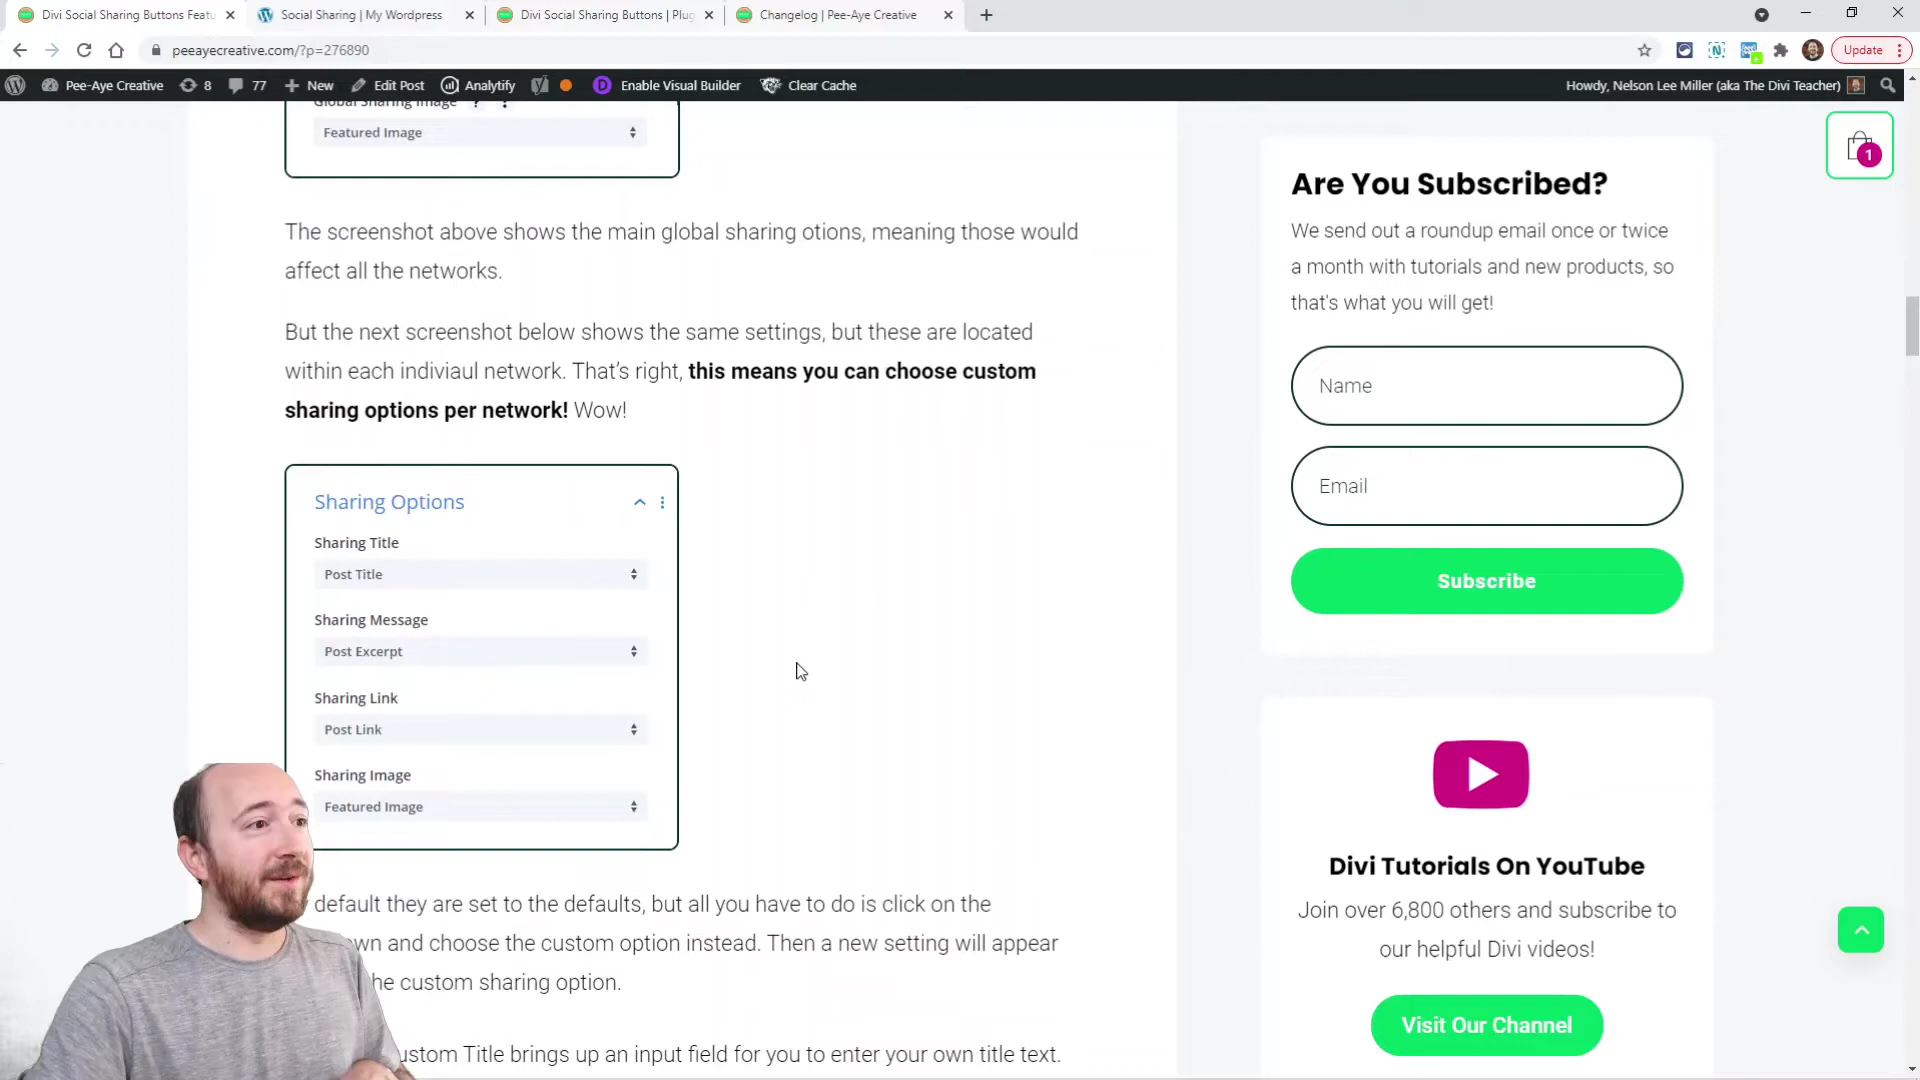 Divi Social Sharing Buttons Featu
Social Sharing | My Wordpress
Divi Social Sharing Buttons | Plug
Changelog | Pee-Aye Creative
peeayecreative.com/?p=276890
Update
Pee-Aye Creative
8
77
New
Edit Post
Analytify
Enable Visual Builder
Clear Cache
Howdy, Nelson Lee Miller (aka The Divi Teacher)
1
Global Sharing Image
Featured Image
The screenshot above shows the main global sharing otions, meaning those would
affect all the networks.
But the next screenshot below shows the same settings, but these are located
within each indiviaul network. That's right, this means you can choose custom
sharing options per network! Wow!
Sharing Options
Sharing Title
Post Title
Sharing Message
Post Excerpt
Sharing Link
Post Link
Sharing Image
Featured Image
default they are set to the defaults, but all you have to do is click on the
and choose the custom option instead. Then a new setting will appear
custom sharing option.
Title brings up an input field for you to enter your own title text.
Are You Subscribed?
We send out a roundup email once or twice
a month with tutorials and new products, so
that's what you will get!
Name
Email
Subscribe
Divi Tutorials On YouTube
Join over 6,800 others and subscribe to
our helpful Divi videos!
Visit Our Channel